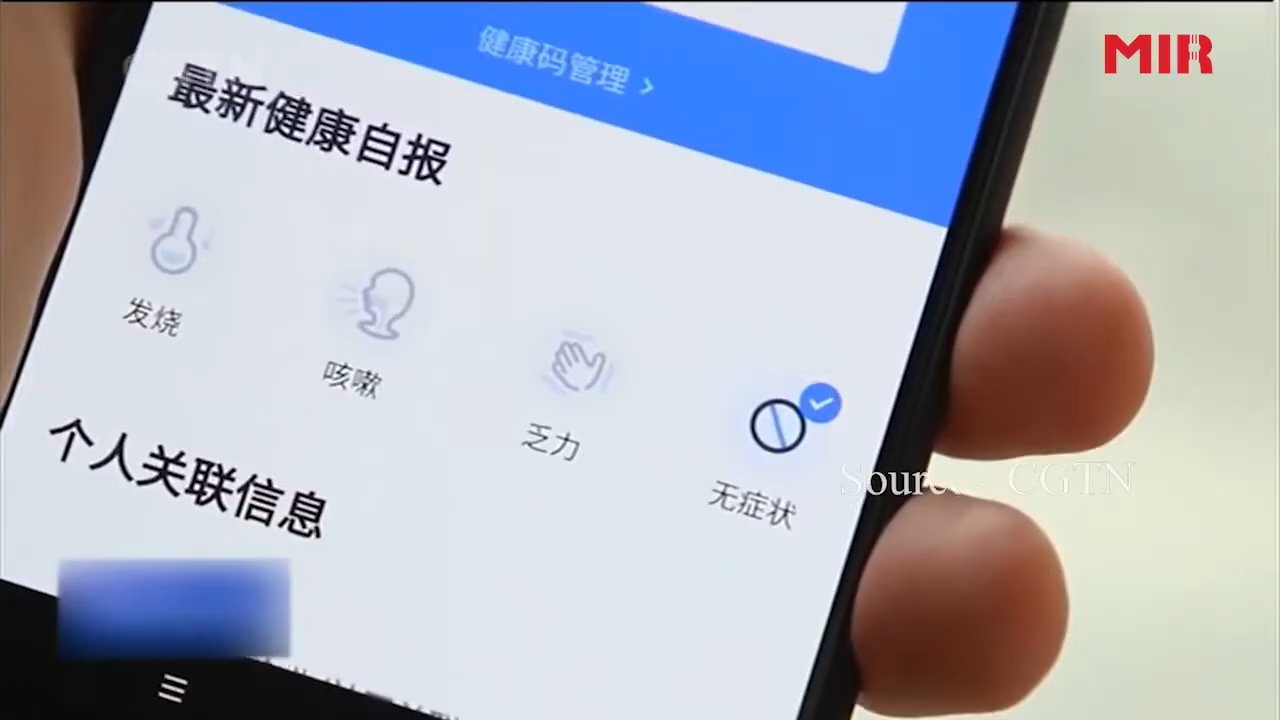 MIR
健康码管理 >
最新健康自报
发烧
咳嗽
乏力
无症状
Source: CGTN
个人关联信息